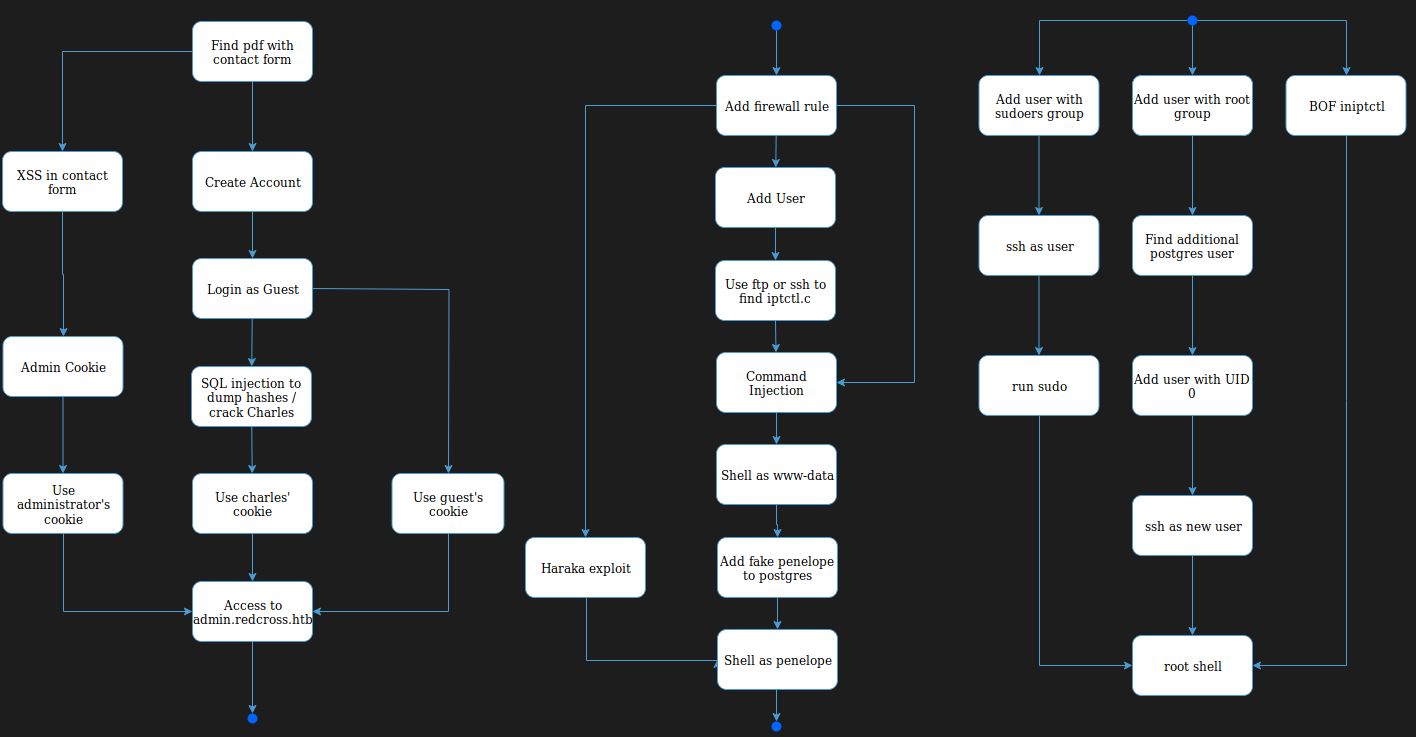 Find pdf with
contact form
XSS in contact
form
Create Account
Login as Guest
Admin Cookie
SQL injection to
dump hashes /
crack Charles
Use
administrator's
cookie
Use charles'
cookie
Use guest's
cookie
Access to
admin.redcross.htb
Add firewall rule
Add User
Use ftp or ssh to
find iptctl.c
Command
Injection
Shell as www-data
Haraka exploit
Add fake penelope
to postgres
Shell as penelope
Add user with
sudoers group
Add user with root
group
BOF iniptctl
ssh as user
Find additional
postgres user
run sudo
Add user with UID
0
ssh as new user
root shell